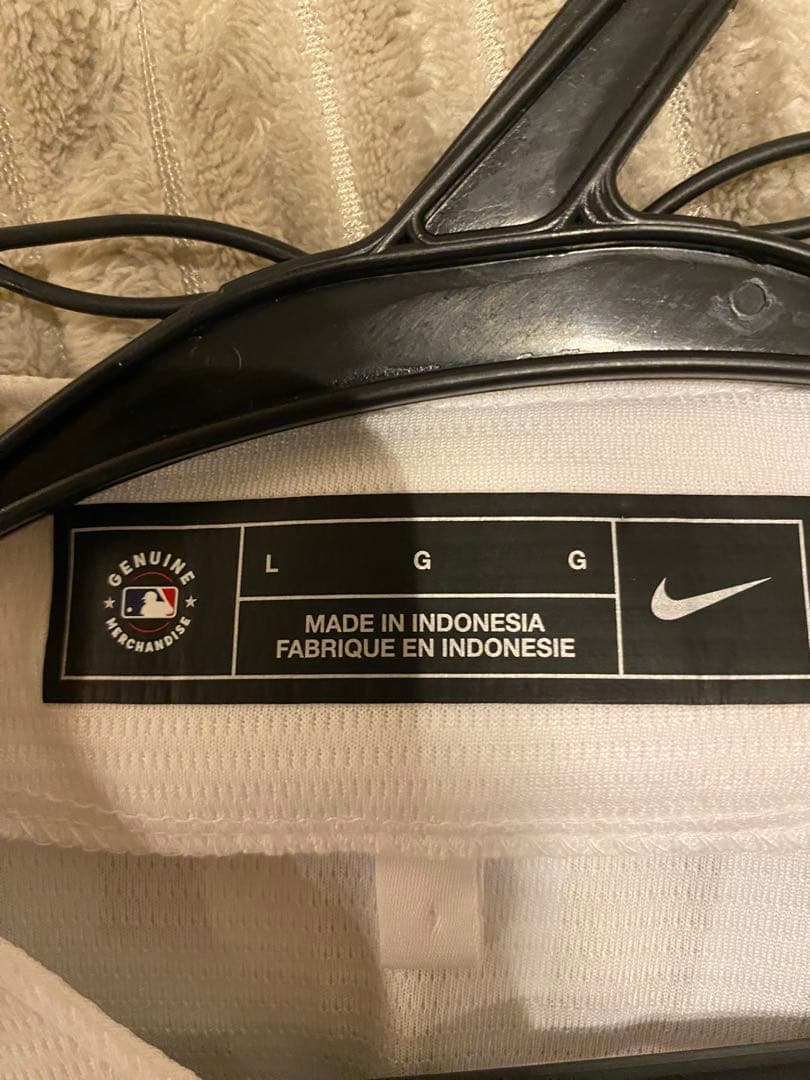 GENUINE
MERCHANDISE
L G G
MADE IN INDONESIA
FABRIQUE EN INDONESIE